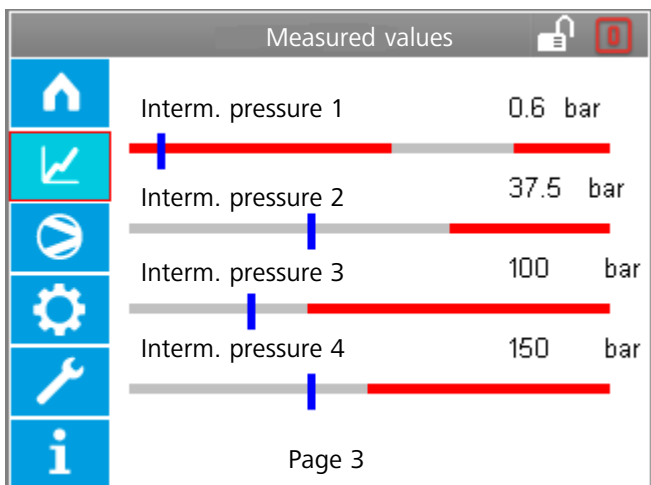 Measured values
0
Interm. pressure 1 0.6 bar
Interm. pressure 2 37.5 bar
Interm. pressure 3 100 bar
Interm. pressure 4 150 bar
i
Page 3